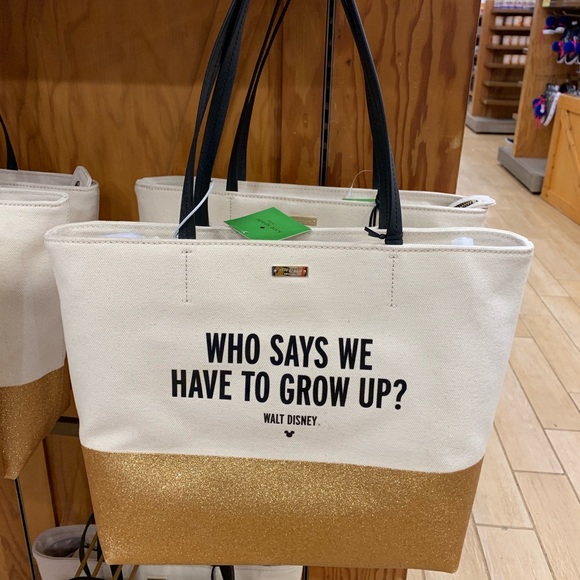 WHO SAYS WE
HAVE TO GROW UP?
WALT DISNEY.